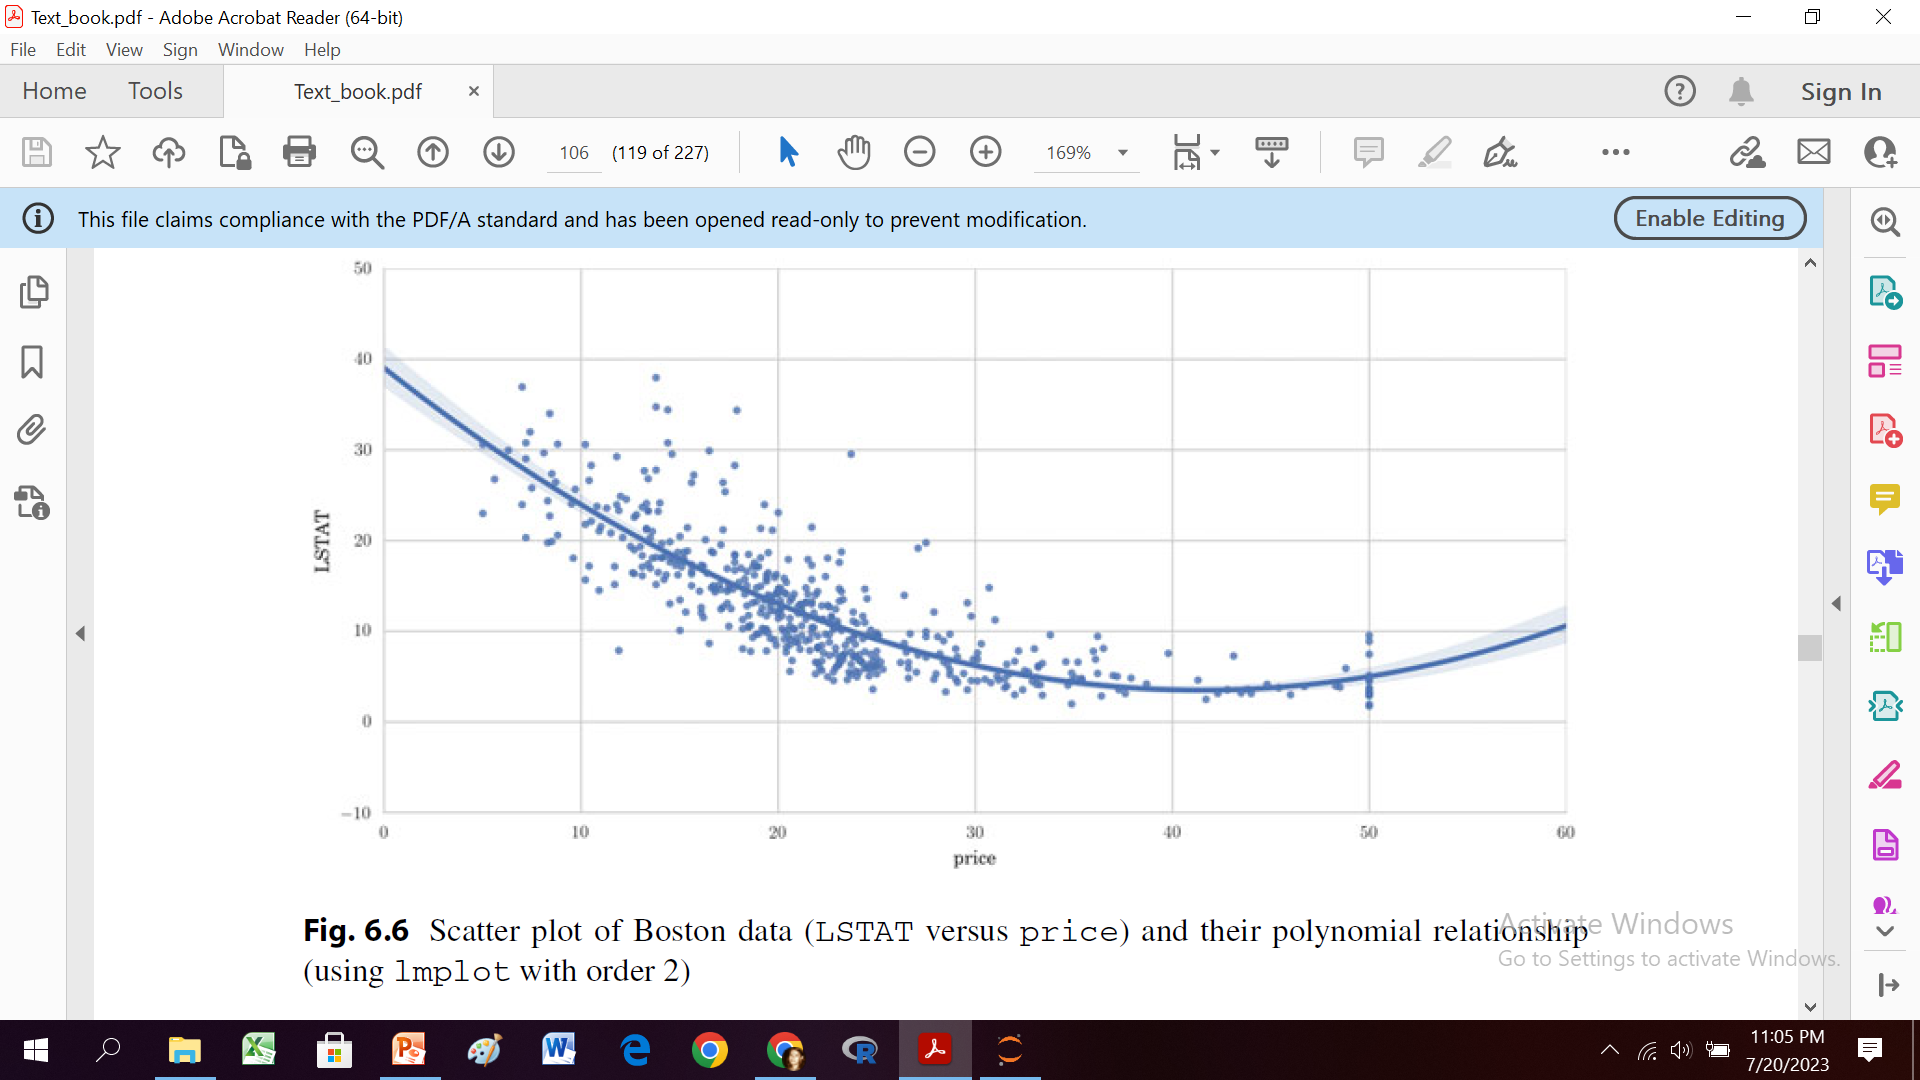 Text_book.pdf - Adobe Acrobat Reader (64-bit)
File Edit View Sign Window Help
Home Tools Text_book.pdf × Sign In
106 (119 of 227) 169%
This file claims compliance with the PDF/A standard and has been opened read-only to prevent modification.
Enable Editing
50
40
30
20
10
0
−10
LSTAT
0 10 20 30 40 50 60
price
Fig. 6.6 Scatter plot of Boston data (LSTAT versus price) and their polynomial relationship
(using lmplot with order 2)
Activate Windows
Go to Settings to activate Windows.
11:05 PM
7/20/2023